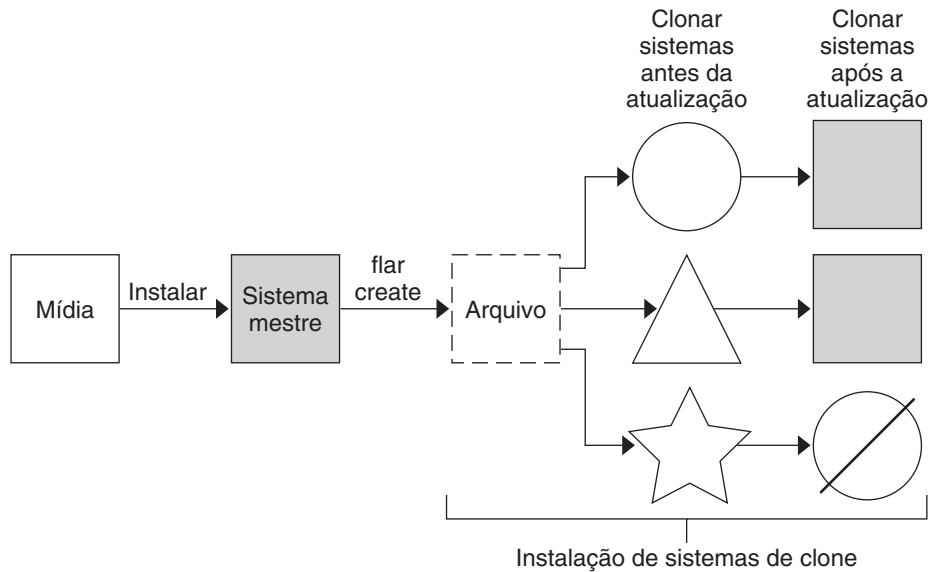 Clonar
sistemas
antes da
atualização
Clonar
sistemas
após a
atualização
Mídia
Instalar
Sistema
mestre
flar
create
Arquivo
Instalação de sistemas de clone